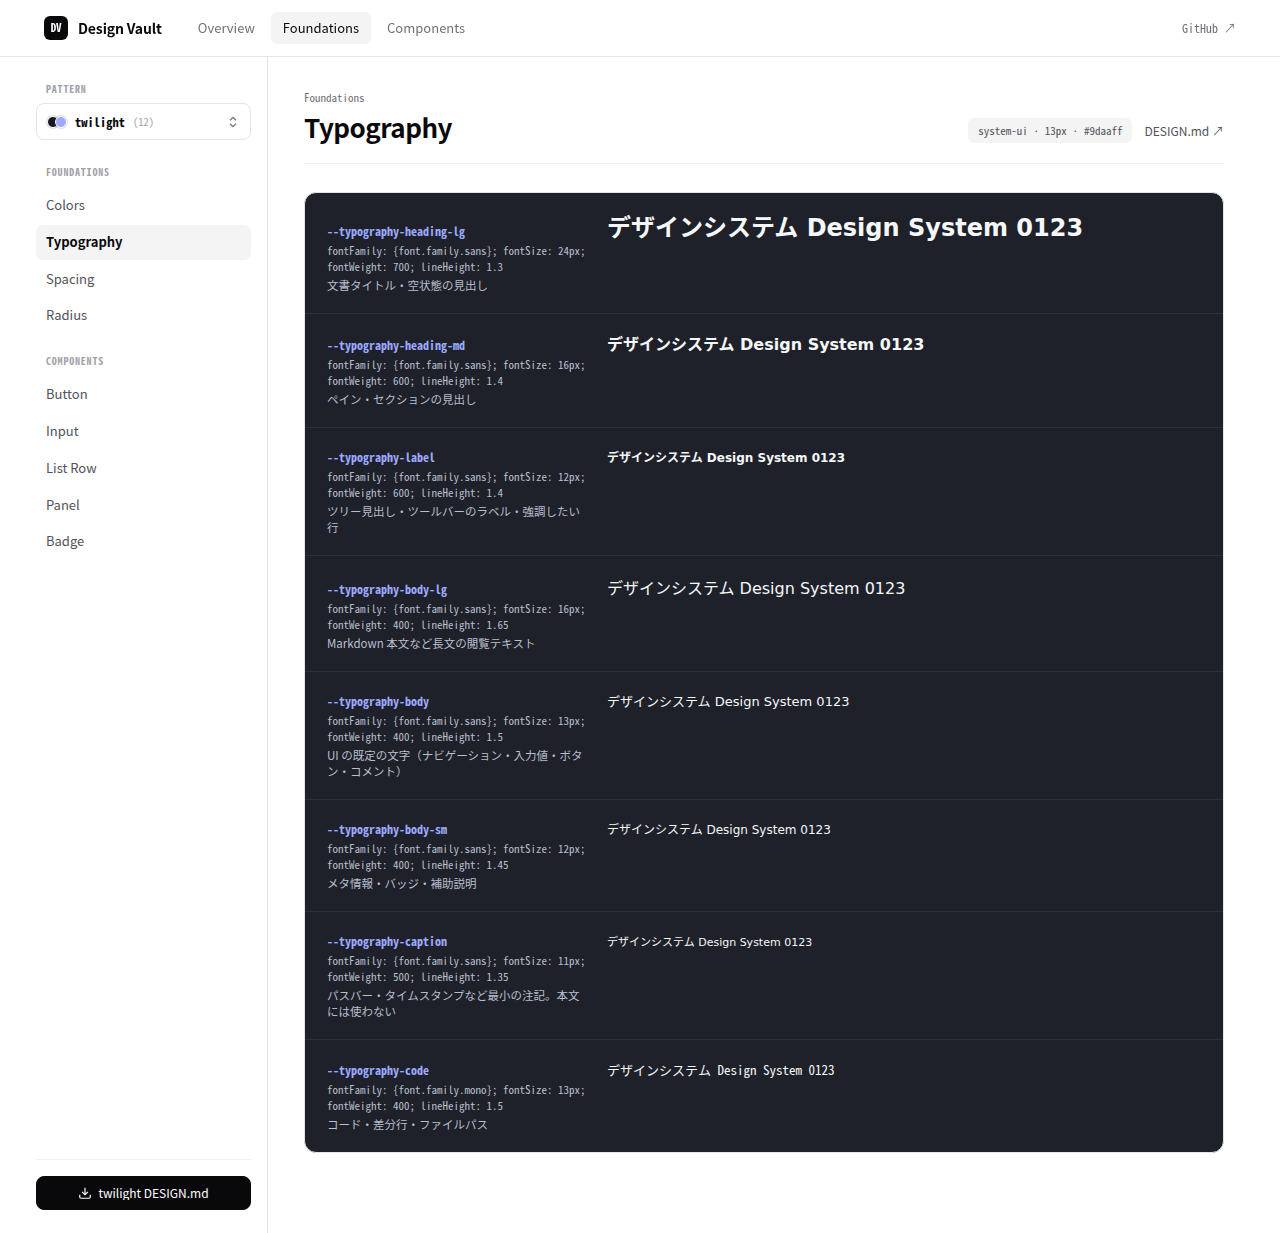 DV Design Vault Overview Foundations Components GitHub ↗
PATTERN
twilight (12)
FOUNDATIONS
Colors
Typography
Spacing
Radius
COMPONENTS
Button
Input
List Row
Panel
Badge
twilight DESIGN.md
Foundations
Typography
system-ui · 13px · #9daaff DESIGN.md ↗
--typography-heading-lg
fontFamily: {font.family.sans}; fontSize: 24px;
fontWeight: 700; lineHeight: 1.3
文書タイトル・空状態の見出し
デザインシステム Design System 0123
--typography-heading-md
fontFamily: {font.family.sans}; fontSize: 16px;
fontWeight: 600; lineHeight: 1.4
ペイン・セクションの見出し
デザインシステム Design System 0123
--typography-label
fontFamily: {font.family.sans}; fontSize: 12px;
fontWeight: 600; lineHeight: 1.4
ツリー見出し・ツールバーのラベル・強調したい
行
デザインシステム Design System 0123
--typography-body-lg
fontFamily: {font.family.sans}; fontSize: 16px;
fontWeight: 400; lineHeight: 1.65
Markdown 本文など長文の閲覧テキスト
デザインシステム Design System 0123
--typography-body
fontFamily: {font.family.sans}; fontSize: 13px;
fontWeight: 400; lineHeight: 1.5
UI の既定の文字（ナビゲーション・入力値・ボタ
ン・コメント）
デザインシステム Design System 0123
--typography-body-sm
fontFamily: {font.family.sans}; fontSize: 12px;
fontWeight: 400; lineHeight: 1.45
メタ情報・バッジ・補助説明
デザインシステム Design System 0123
--typography-caption
fontFamily: {font.family.sans}; fontSize: 11px;
fontWeight: 500; lineHeight: 1.35
パスバー・タイムスタンプなど最小の注記。本文
には使わない
デザインシステム Design System 0123
--typography-code
fontFamily: {font.family.mono}; fontSize: 13px;
fontWeight: 400; lineHeight: 1.5
コード・差分行・ファイルパス
デザインシステム Design System 0123